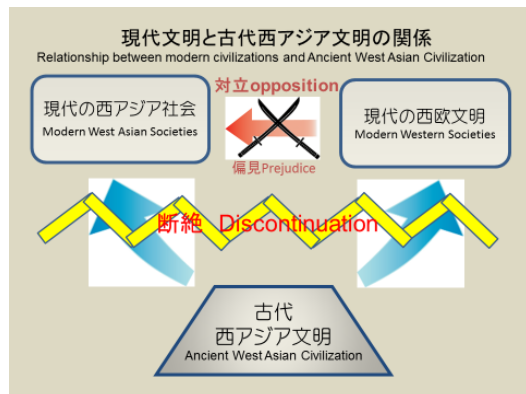 現代文明と古代西アジア文明の関係
Relationship between modern civilizations and Ancient West Asian Civilization
対立opposition
現代の西アジア社会
Modern West Asian Societies
現代の西欧文明
Modern Western Societies
偏見Prejudice
断絶 Discontinuation
古代
西アジア文明
Ancient West Asian Civilization